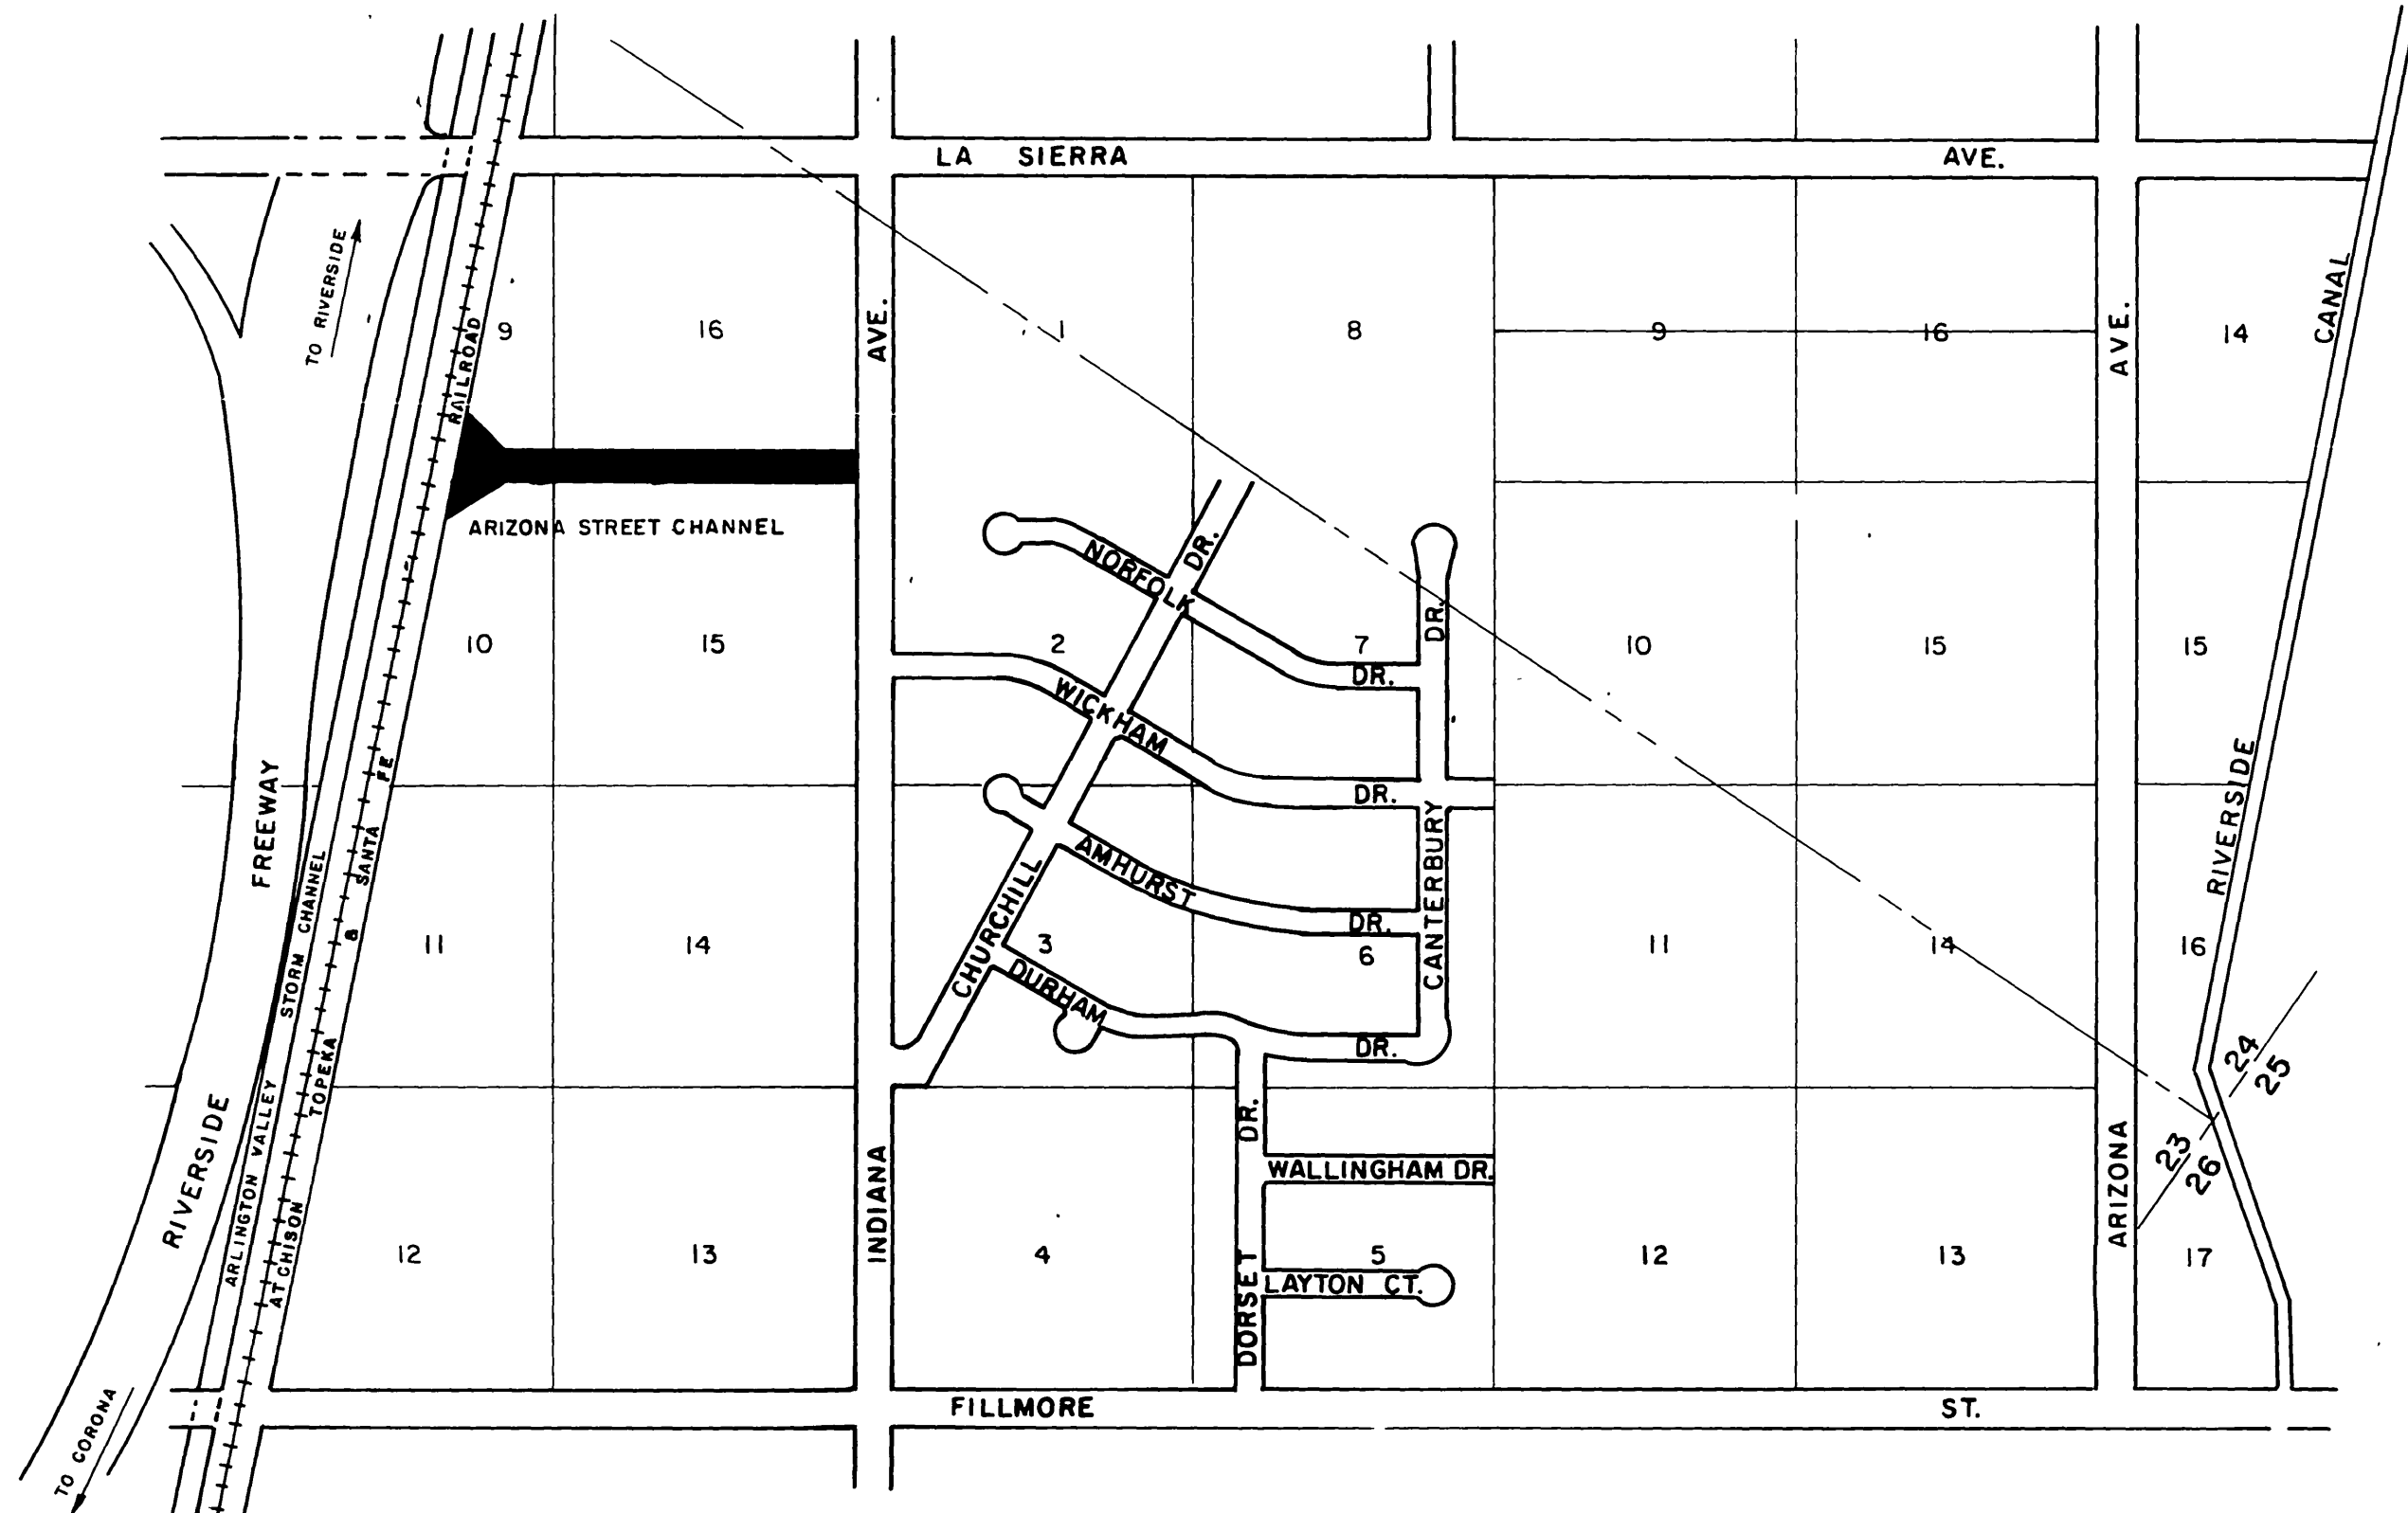 LA SIERRA AVE.
TO RIVERSIDE
RAILROAD
9
16
AVE.
1
8
9
16
AVE.
14
CANAL
ARIZONA STREET CHANNEL
NORFOLK DR.
DR.
DR.
10
15
2
7
10
15
15
WICKHAM DR.
FREEWAY
STORM CHANNEL
SANTA FE
&
AMHURST DR.
CANTERBURY
RIVERSIDE
CHURCHILL
11
14
3
6
11
14
16
DURHAM DR.
24
25
23
26
RIVERSIDE
ARLINGTON VALLEY
TOPEKA
ATCHISON
INDIANA
DR.
WALLINGHAM DR.
ARIZONA
12
13
4
5
12
13
17
DORSET
LAYTON CT.
TO CORONA
FILLMORE ST.